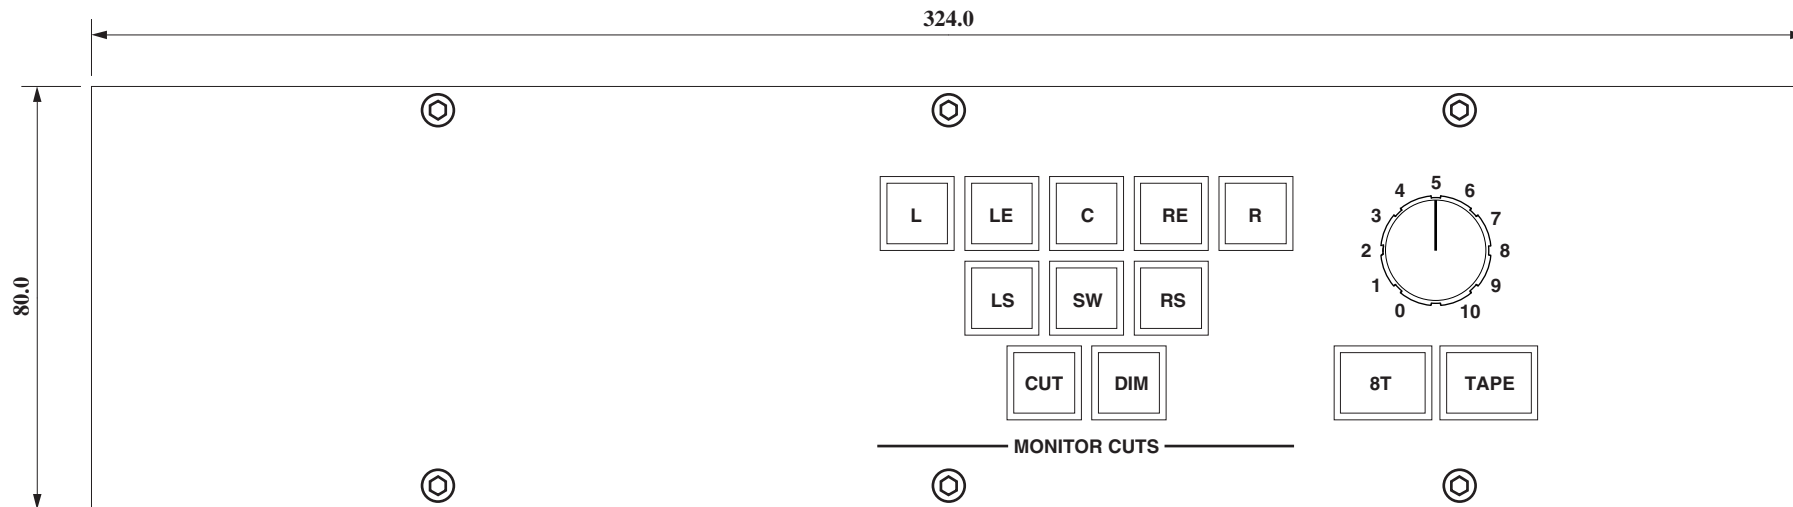 324.0
80.0
L LE C RE R
LS SW RS
CUT DIM
MONITOR CUTS
0 1 2 3 4 5 6 7 8 9 10
8T TAPE